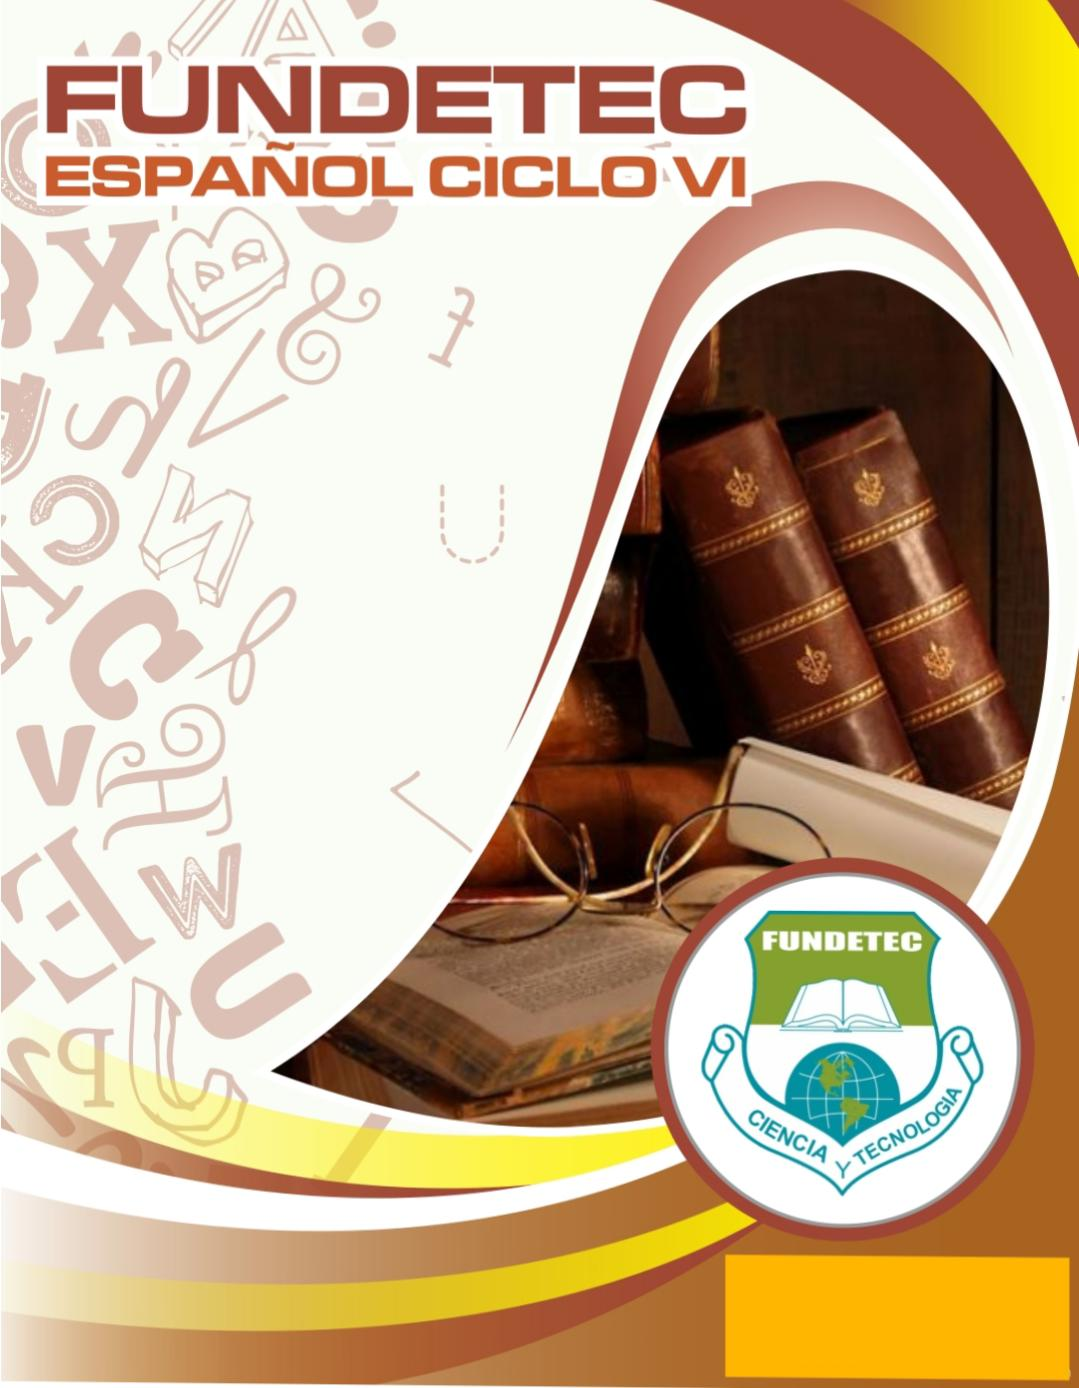 FUNDETEC
ESPAÑOL CICLO VI
FUNDETEC
CIENCIA Y TECNOLOGIA